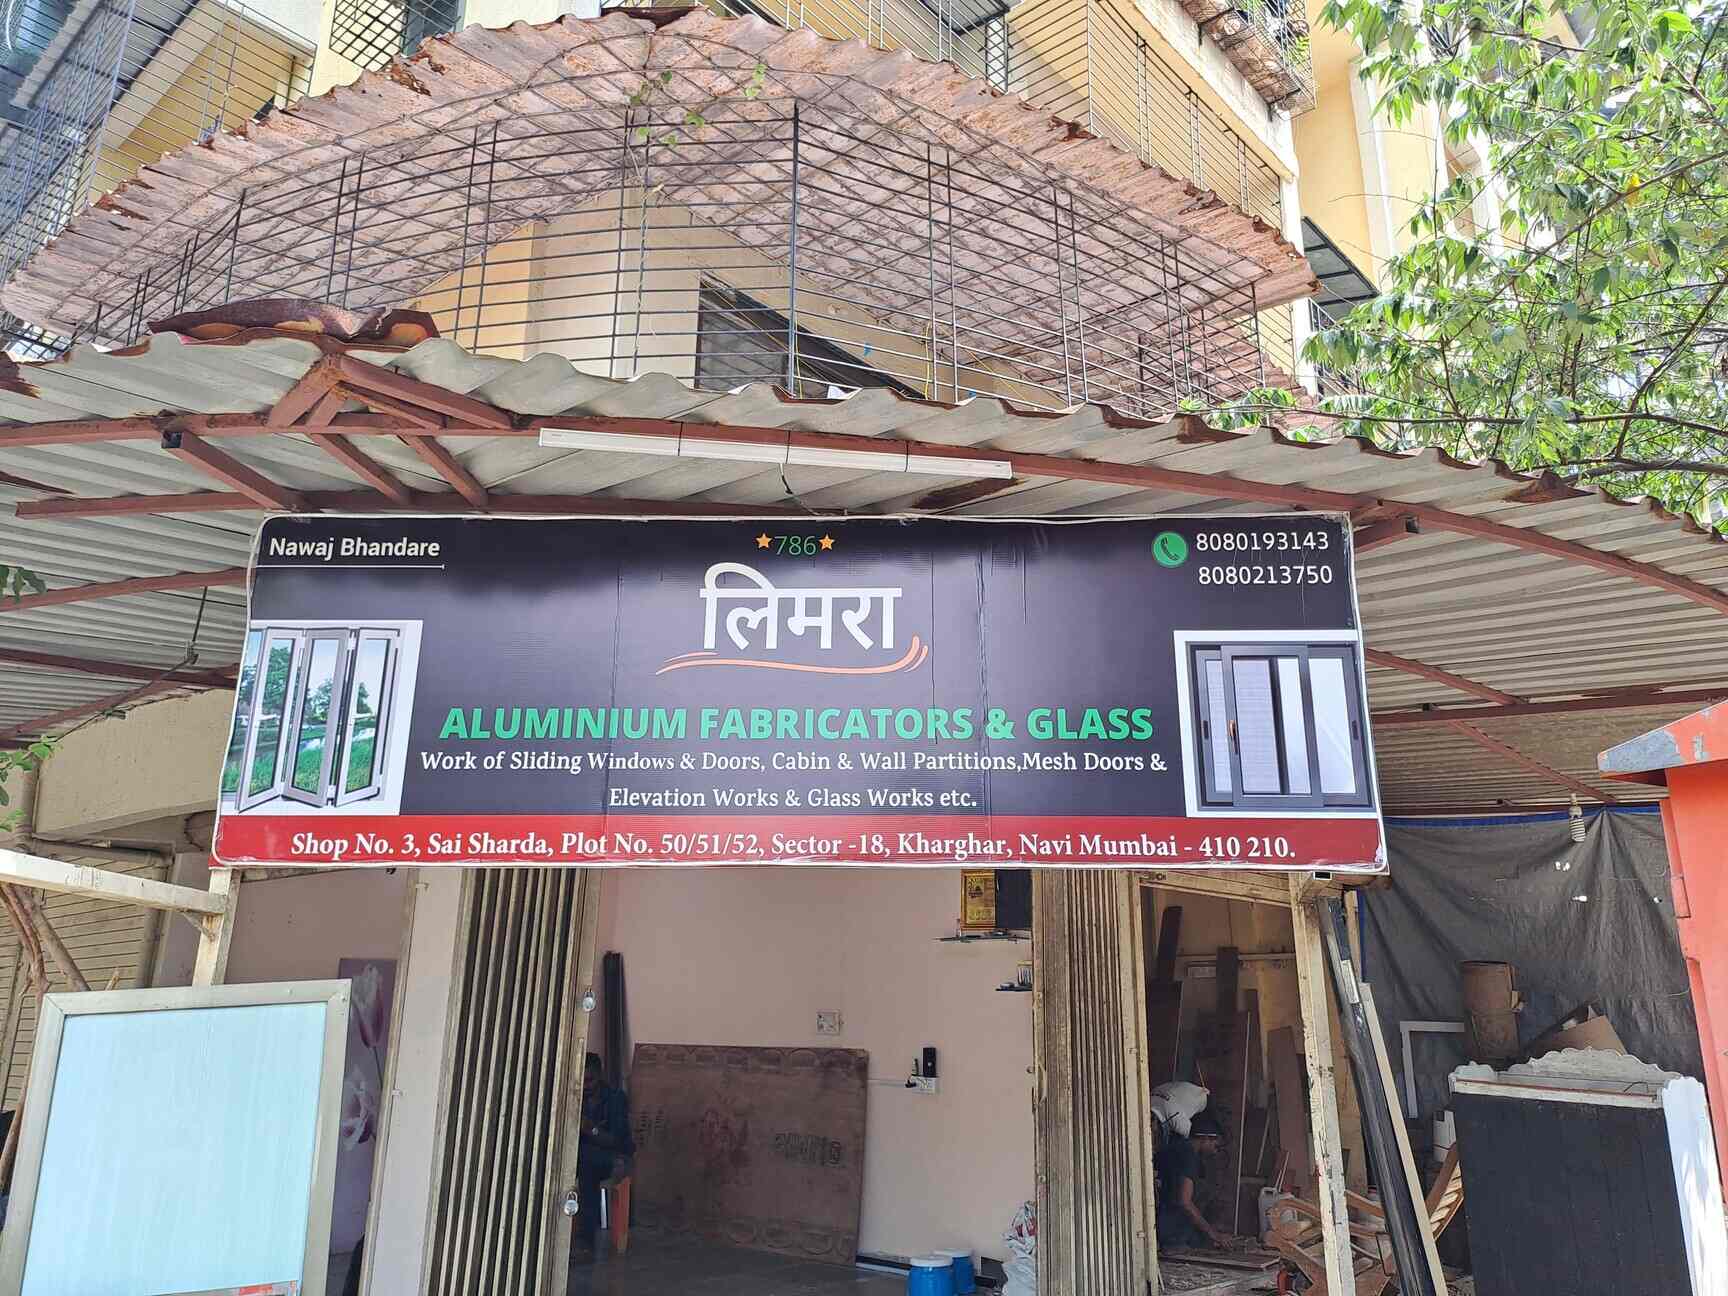 Nawaj Bhandare
786
8080193143
8080213750
लिमरा
ALUMINIUM FABRICATORS & GLASS
Work of Sliding Windows & Doors, Cabin & Wall Partitions,Mesh Doors &
Elevation Works & Glass Works etc.
Shop No. 3, Sai Sharda, Plot No. 50/51/52, Sector -18, Kharghar, Navi Mumbai - 410 210.